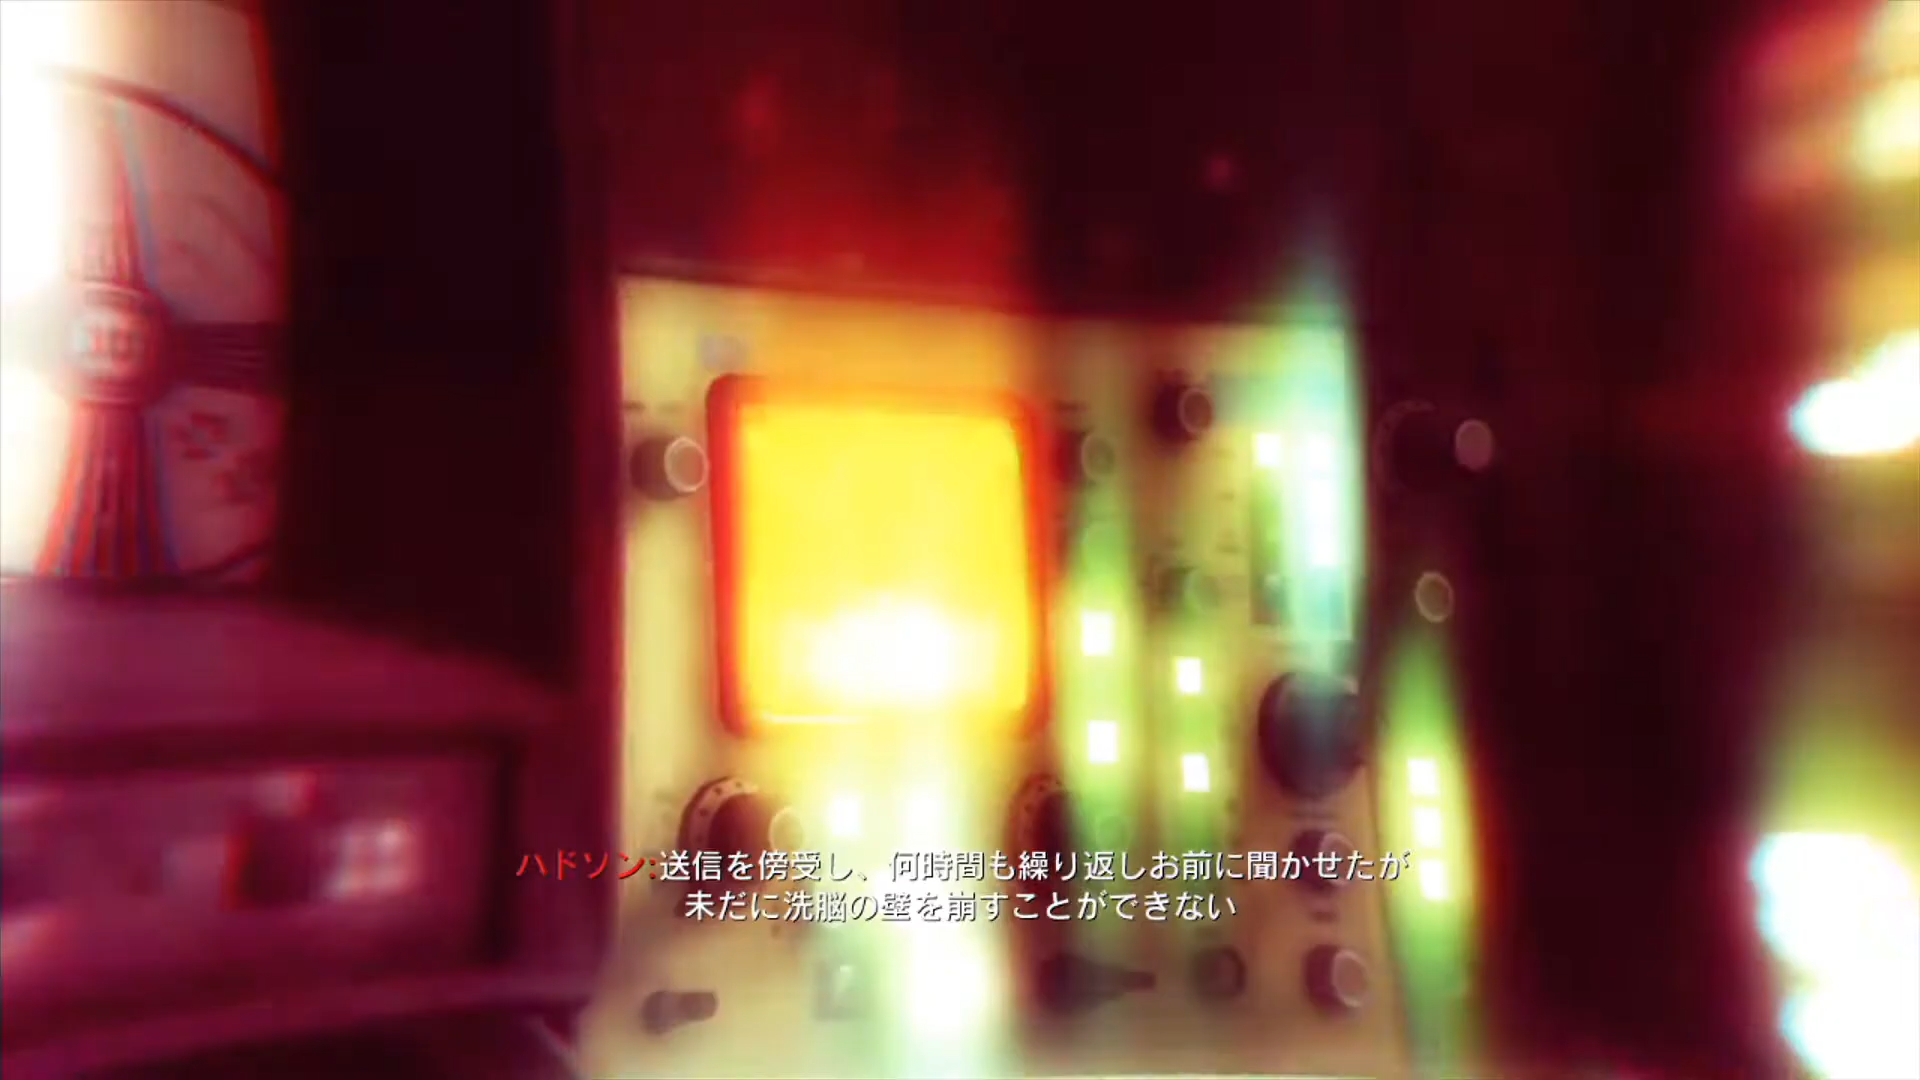 ハドソン:送信を傍受し、何時間も繰り返しお前に聞かせたが
未だに洗脳の壁を崩すことができない